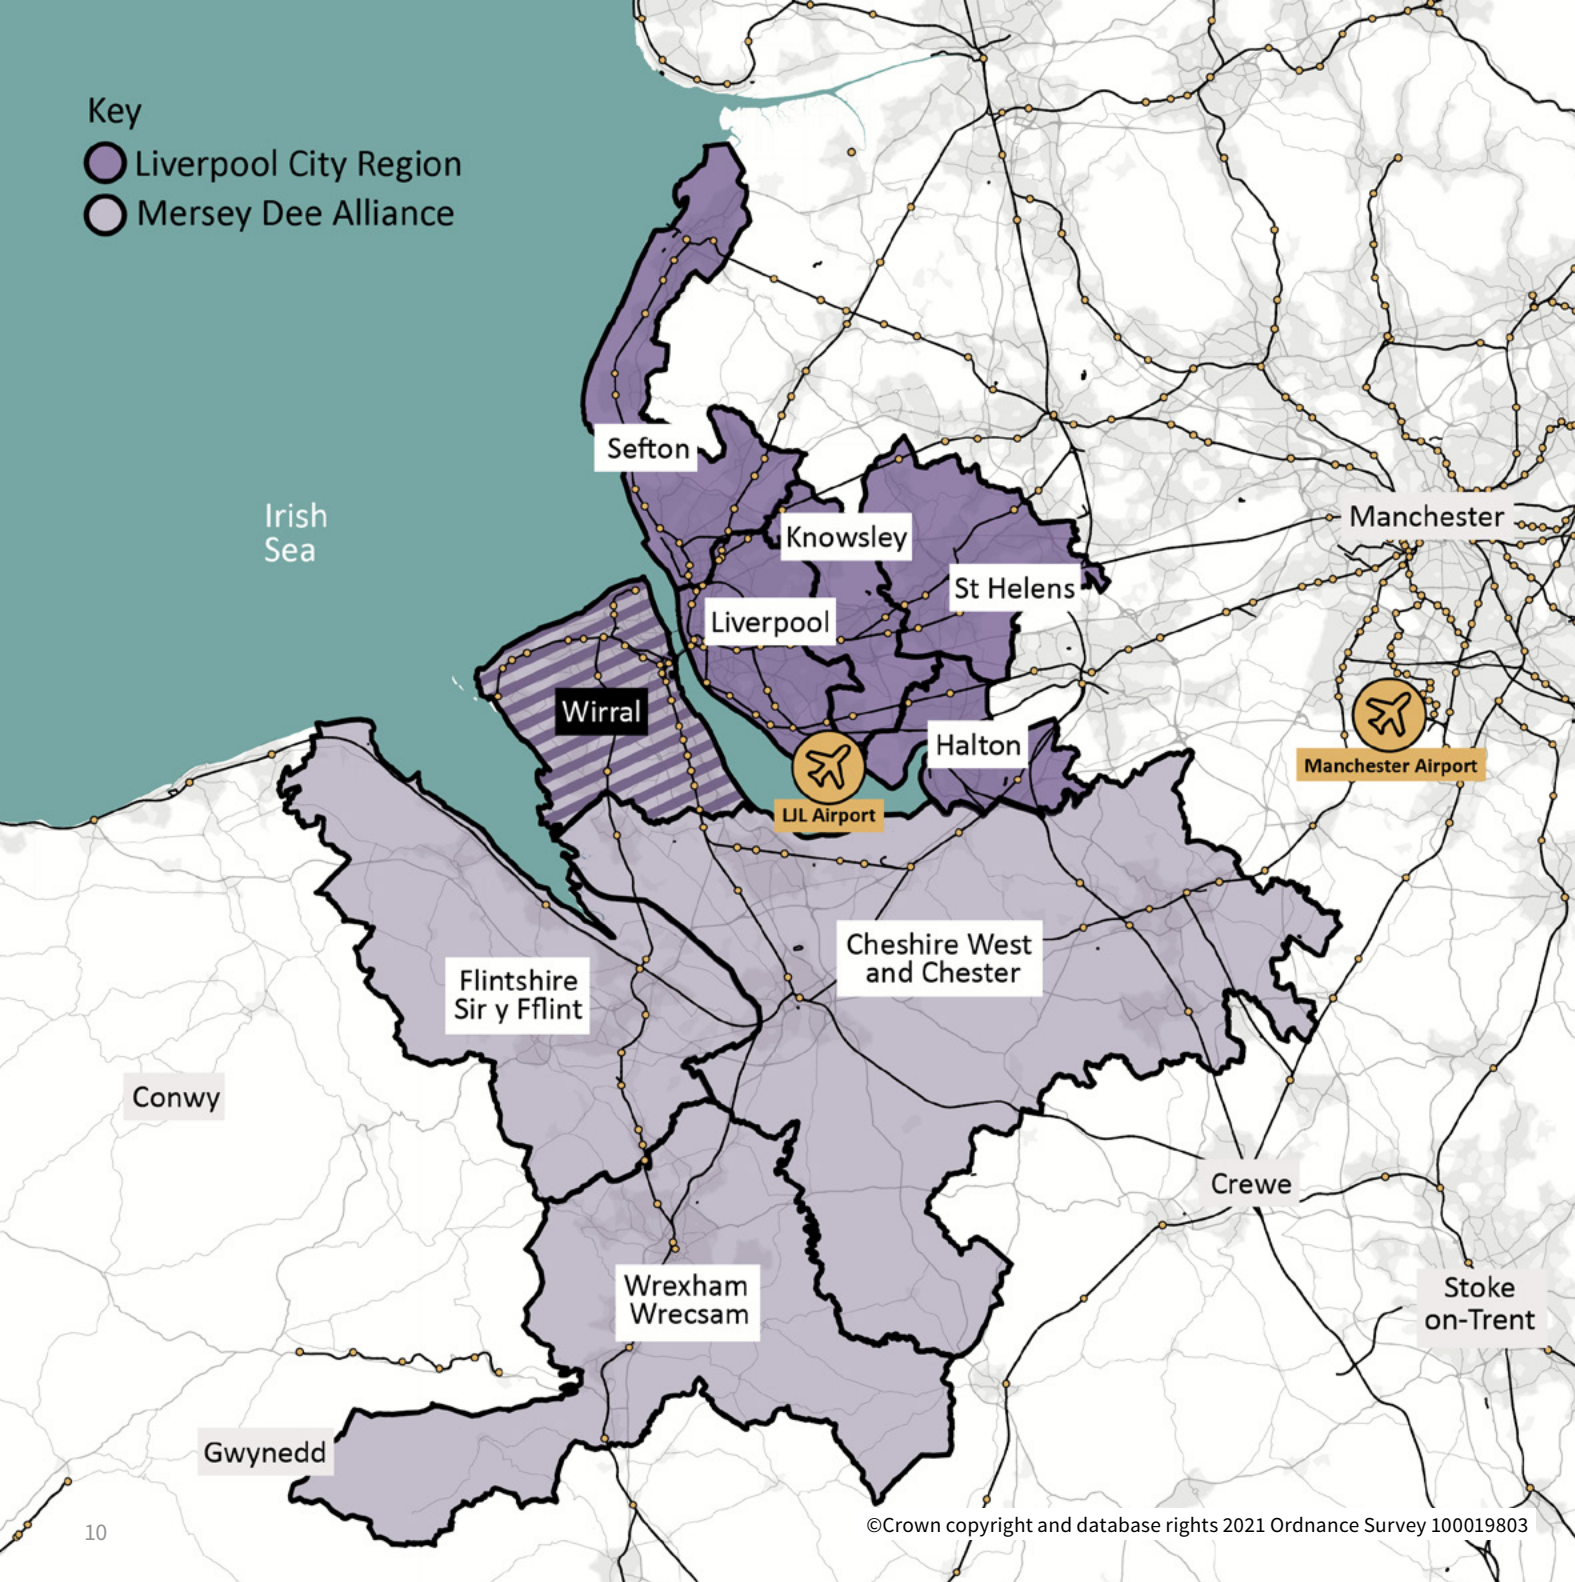 Key
Liverpool City Region
Mersey Dee Alliance
Sefton
Irish
Sea
Knowsley
Manchester
St Helens
Liverpool
Wirral
Halton
Manchester Airport
LJL Airport
Cheshire West
and Chester
Flintshire
Sir y Fflint
Conwy
Crewe
Wrexham
Wrecsam
Stoke
on-Trent
Gwynedd
10
©Crown copyright and database rights 2021 Ordnance Survey 100019803